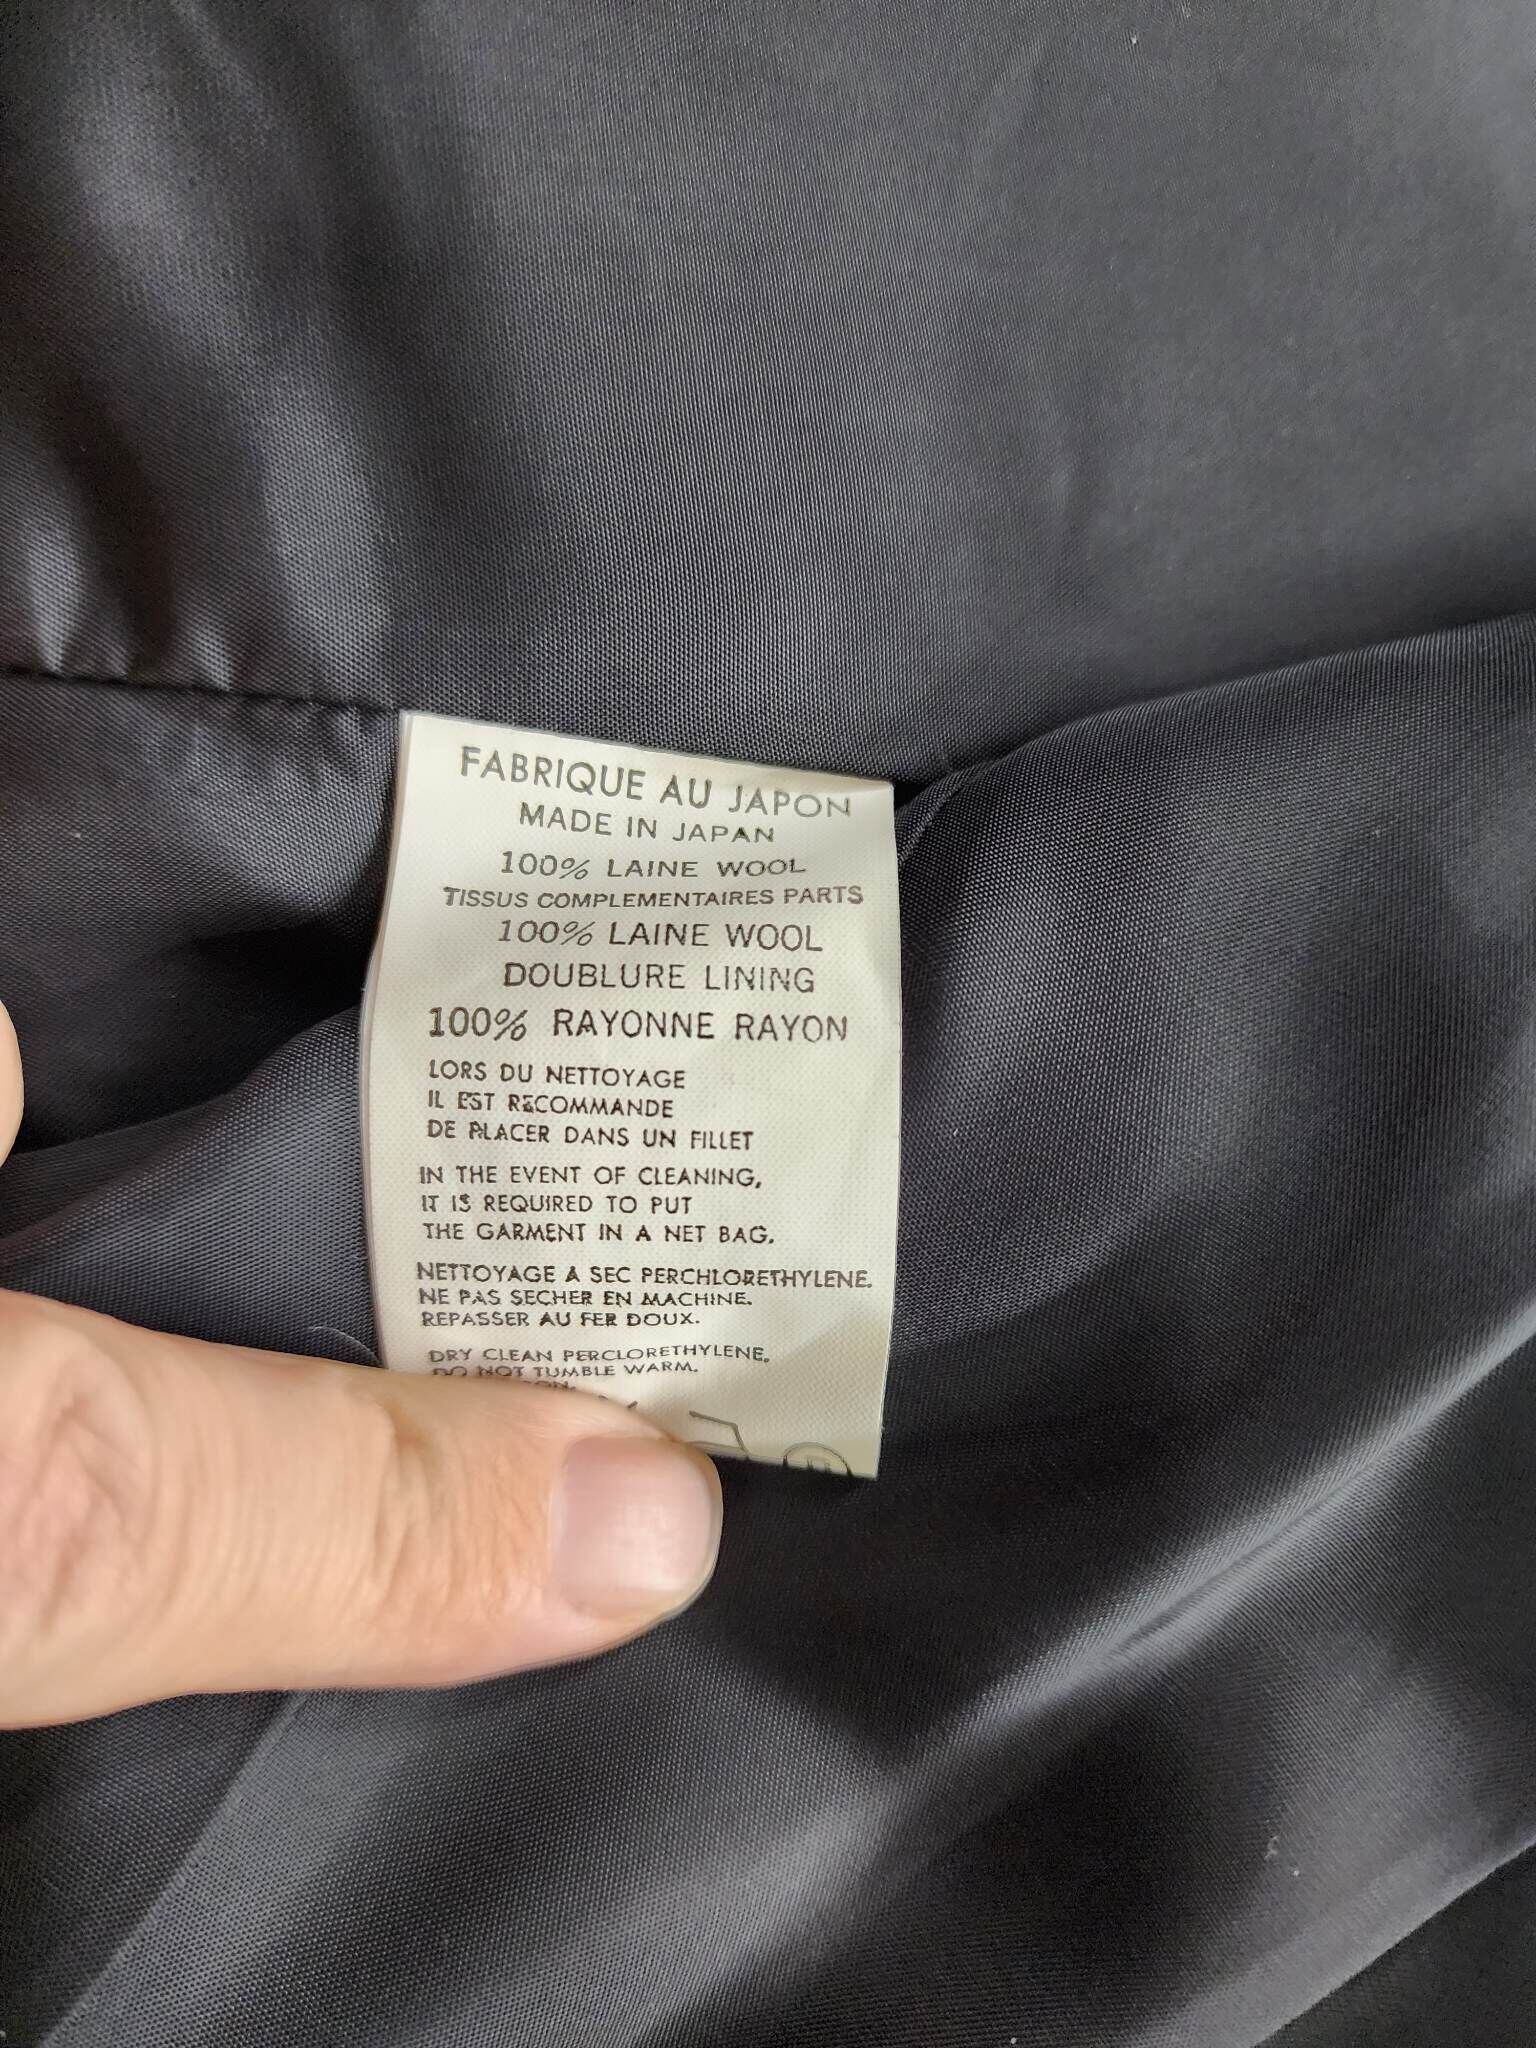 FABRIQUE AU JAPON
MADE IN JAPAN
100% LAINE WOOL
TISSUS COMPLEMENTAIRES PARTS
100% LAINE WOOL
DOUBLURE LINING
100% RAYONNE RAYON
LORS DU NETTOYAGE
IL EST RECOMMANDE
DE PLACER DANS UN FILLET
IN THE EVENT OF CLEANING,
IT IS REQUIRED TO PUT
THE GARMENT IN A NET BAG.
NETTOYAGE A SEC PERCHLORETHYLENE.
NE PAS SECHER EN MACHINE.
REPASSER AU FER DOUX.
DRY CLEAN PERCLORETHYLENE.
DO NOT TUMBLE WARM.